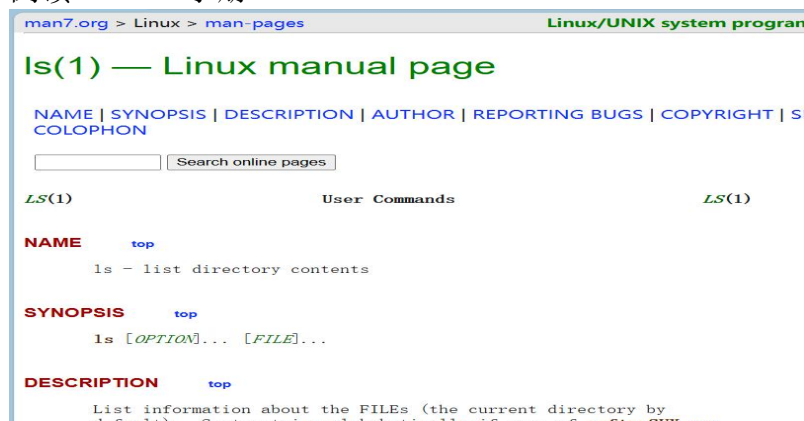 man7.org > Linux > man-pages Linux/UNIX system program
ls(1) — Linux manual page
NAME | SYNOPSIS | DESCRIPTION | AUTHOR | REPORTING BUGS | COPYRIGHT | S
COLOPHON
Search online pages
LS(1) User Commands LS(1)
NAME top
ls - list directory contents
SYNOPSIS top
ls [OPTION]... [FILE]...
DESCRIPTION top
List information about the FILEs (the current directory by